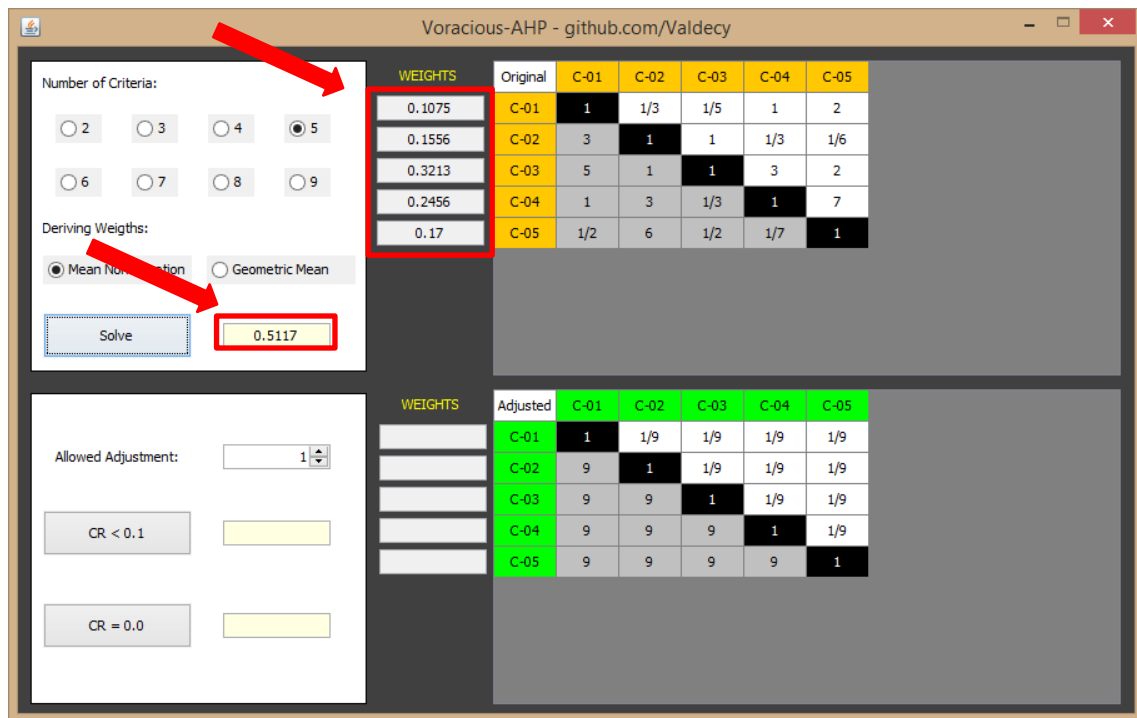 Voracious-AHP - github.com/Valdecy
Number of Criteria:
2 3 4 5
6 7 8 9
Deriving Weigths:
Geometric Mean
Solve 0.5117
WEIGHTS
0.1075
0.1556
0.3213
0.2456
0.17
Original C-01 C-02 C-03 C-04 C-05
C-01 1 1/3 1/5 1 2
C-02 3 1 1 1/3 1/6
C-03 5 1 1 3 2
C-04 1 3 1/3 1 7
C-05 1/2 6 1/2 1/7 1
Allowed Adjustment: 1
CR < 0.1
CR = 0.0
WEIGHTS
Adjusted C-01 C-02 C-03 C-04 C-05
C-01 1 1/9 1/9 1/9 1/9
C-02 9 1 1/9 1/9 1/9
C-03 9 9 1 1/9 1/9
C-04 9 9 9 1 1/9
C-05 9 9 9 9 1